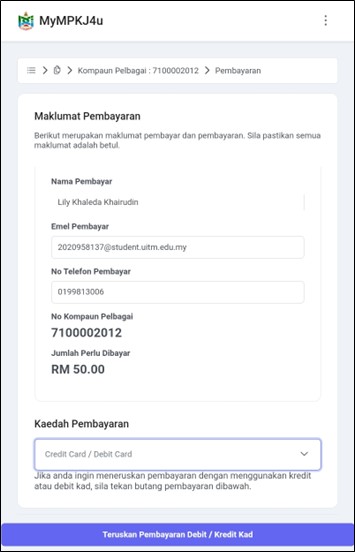 MyMPKJ4u
Kompaun Pelbagai : 7100002012
Pembayaran
Maklumat Pembayaran
Berikut merupakan maklumat pembayar dan pembayaran. Sila pastikan semua
maklumat adalah betul.
Nama Pembayar
Lily Khaleda Khairudin
Emel Pembayar
2020958137@student.uitm.edu.my
No Telefon Pembayar
0199813006
No Kompaun Pelbagai
7100002012
Jumlah Perlu Dibayar
RM 50.00
Kaedah Pembayaran
Credit Card / Debit Card
Jika anda ingin meneruskan pembayaran dengan menggunakan kredit
atau debit kad, sila tekan butang pembayaran dibawah.
Teruskan Pembayaran Debit / Kredit Kad